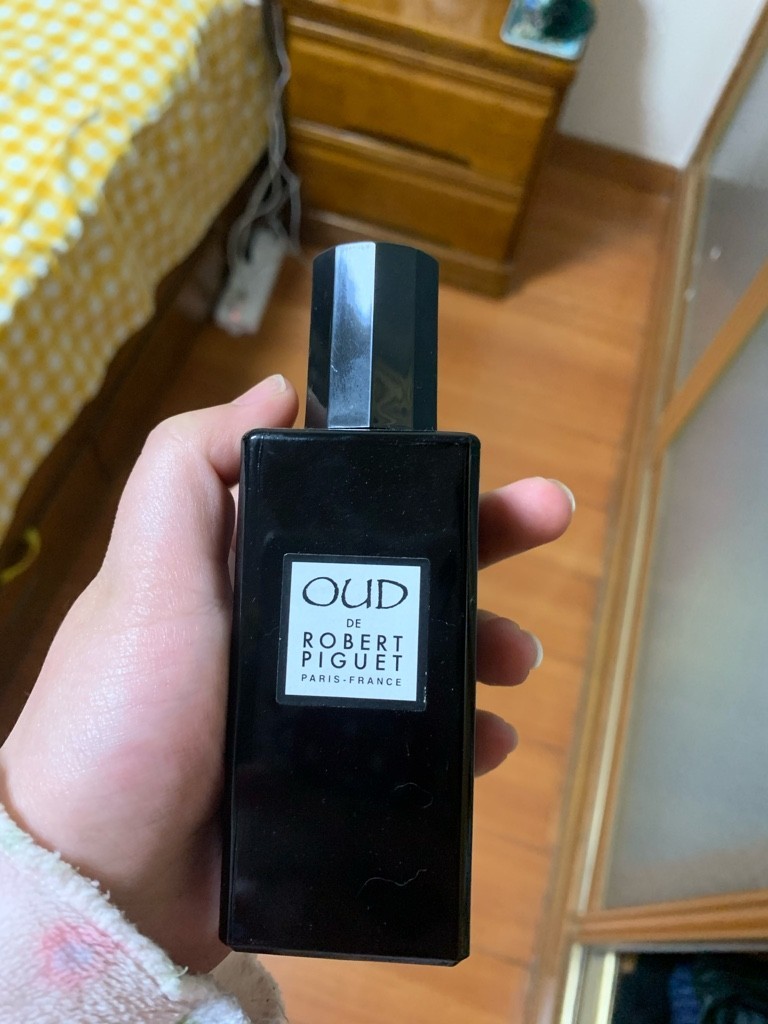 OUD
DE
ROBERT
PIGUET
PARIS-FRANCE